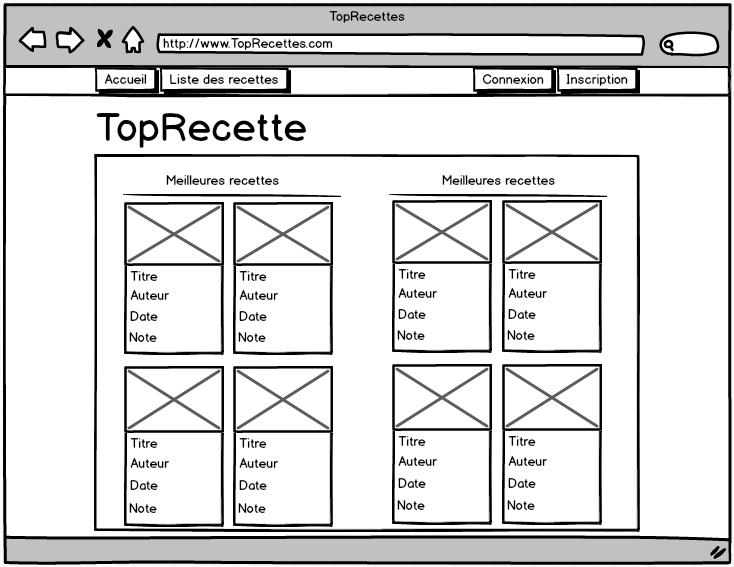 TopRecettes
http://www.TopRecettes.com
Accueil
Liste des recettes
Connexion
Inscription
TopRecette
Meilleures recettes
Titre
Auteur
Date
Note
Titre
Auteur
Date
Note
Titre
Auteur
Date
Note
Titre
Auteur
Date
Note
Meilleures recettes
Titre
Auteur
Date
Note
Titre
Auteur
Date
Note
Titre
Auteur
Date
Note
Titre
Auteur
Date
Note